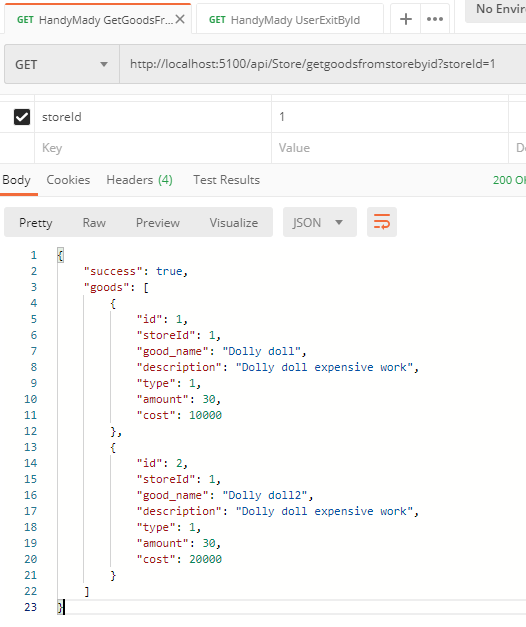 GET HandyMady GetGoodsFr...
GET HandyMady UserExitById
No Envir
GET http://localhost:5100/api/Store/getgoodsfromstorebyid?storeId=1
storeId 1
Key Value De
Body Cookies Headers (4) Test Results 200 OK
Pretty Raw Preview Visualize JSON
1 {
2 "success": true,
3 "goods": [
4 {
5 "id": 1,
6 "storeId": 1,
7 "good_name": "Dolly doll",
8 "description": "Dolly doll expensive work",
9 "type": 1,
10 "amount": 30,
11 "cost": 10000
12 },
13 {
14 "id": 2,
15 "storeId": 1,
16 "good_name": "Dolly doll2",
17 "description": "Dolly doll expensive work",
18 "type": 1,
19 "amount": 30,
20 "cost": 20000
21 }
22 ]
23 }